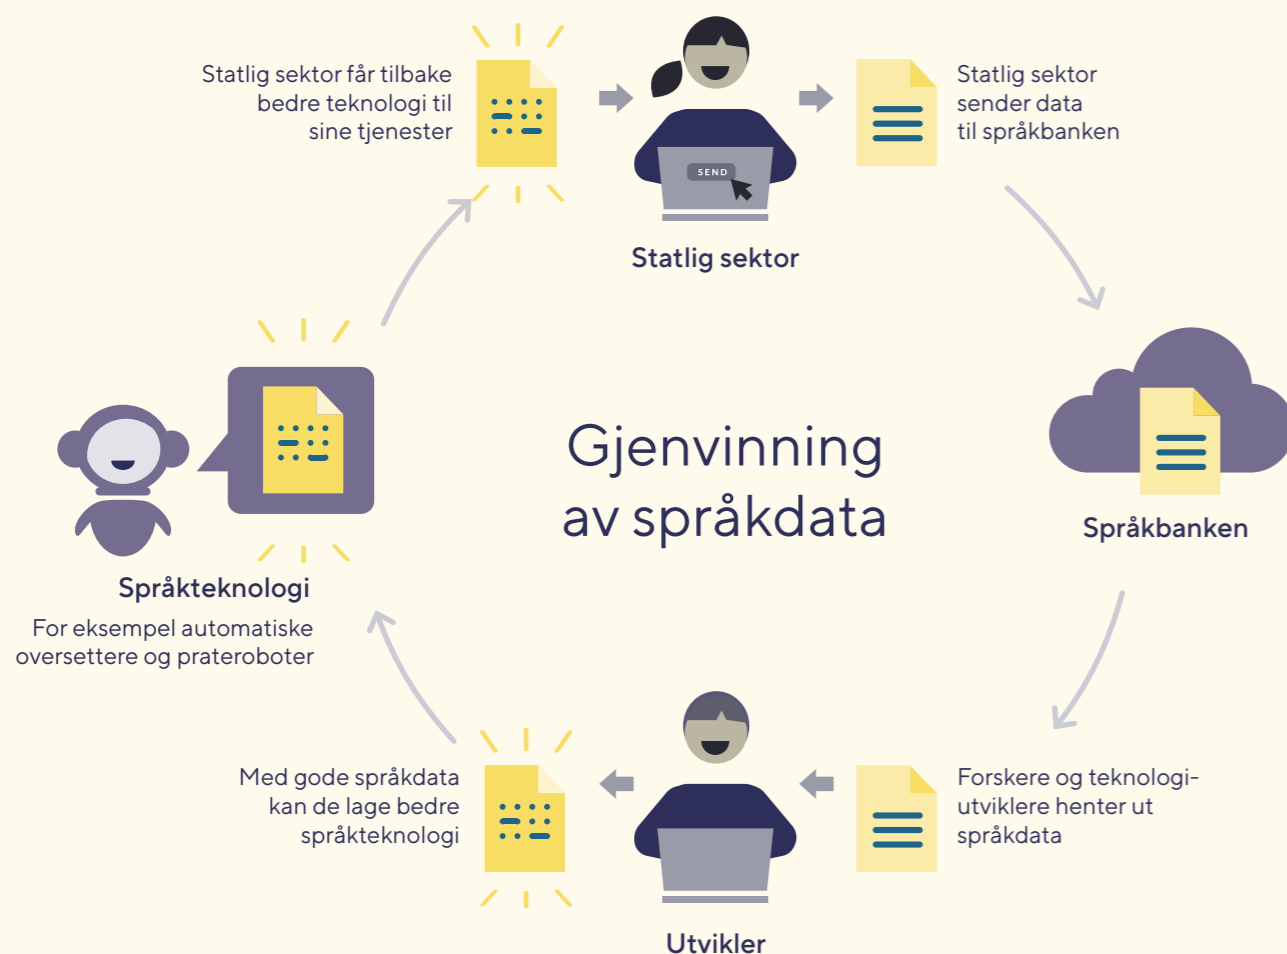 Statlig sektor får tilbake
bedre teknologi til
sine tjenester
SEND
Statlig sektor
Statlig sektor
sender data
til språkbanken
Gjenvinning
av språkdata
Språkbanken
Språkteknologi
For eksempel automatiske
oversettere og prateroboter
Med gode språkdata
kan de lage bedre
språkteknologi
Utvikler
Forskere og teknologi-
utviklere henter ut
språkdata